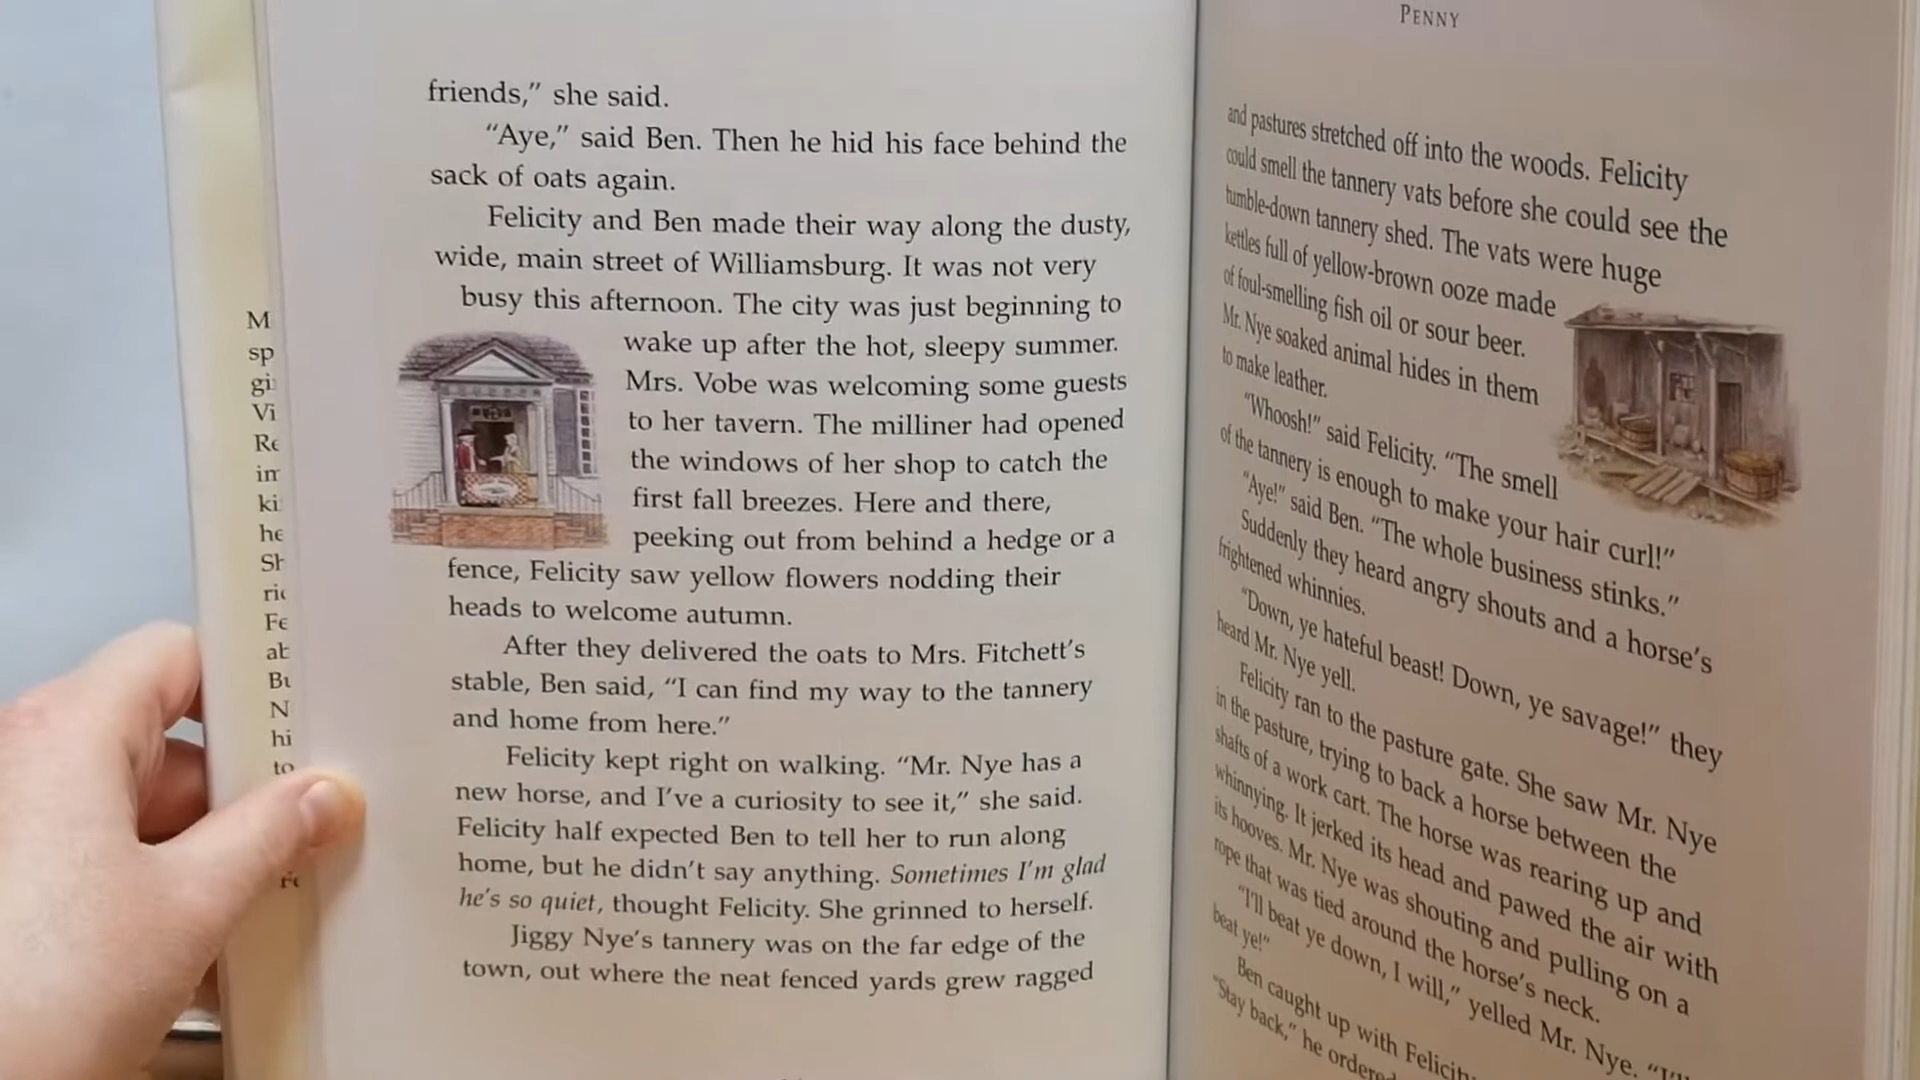 friends,” she said.
“Aye,” said Ben. Then he hid his face behind the
sack of oats again.
Felicity and Ben made their way along the dusty,
wide, main street of Williamsburg. It was not very
busy this afternoon. The city was just beginning to
wake up after the hot, sleepy summer.
Mrs. Vobe was welcoming some guests
to her tavern. The milliner had opened
the windows of her shop to catch the
first fall breezes. Here and there,
peeking out from behind a hedge or a
fence, Felicity saw yellow flowers nodding their
heads to welcome autumn.
After they delivered the oats to Mrs. Fitchett’s
stable, Ben said, “I can find my way to the tannery
and home from here.”
Felicity kept right on walking. “Mr. Nye has a
new horse, and I’ve a curiosity to see it,” she said.
Felicity half expected Ben to tell her to run along
home, but he didn’t say anything. Sometimes I’m glad
he’s so quiet, thought Felicity. She grinned to herself.
Jiggy Nye’s tannery was on the far edge of the
town, out where the neat fenced yards grew ragged
PENNY
and pastures stretched off into the woods. Felicity
could smell the tannery vats before she could see the
tumble-down tannery shed. The vats were huge
kettles full of yellow-brown ooze made
of foul-smelling fish oil or sour beer.
Mr. Nye soaked animal hides in them
to make leather.
“Whoosh!” said Felicity. “The smell
of the tannery is enough to make your hair curl!”
“Aye!” said Ben. “The whole business stinks.”
Suddenly they heard angry shouts and a horse’s
frightened whinnies.
“Down, ye hateful beast! Down, ye savage!” they
heard Mr. Nye yell.
Felicity ran to the pasture gate. She saw Mr. Nye
in the pasture, trying to back a horse between the
shafts of a work cart. The horse was rearing up and
whinnying. It jerked its head and pawed the air with
its hooves. Mr. Nye was shouting and pulling on a
rope that was tied around the horse’s neck.
“I’ll beat ye down, I will,” yelled Mr. Nye. “I’ll
beat ye!”
Ben caught up with Felicity
“Stay back,” he ordered
M
sp
gi
Vi
Re
im
ki
he
Sh
ric
Fe
ab
Bu
N
hi
to